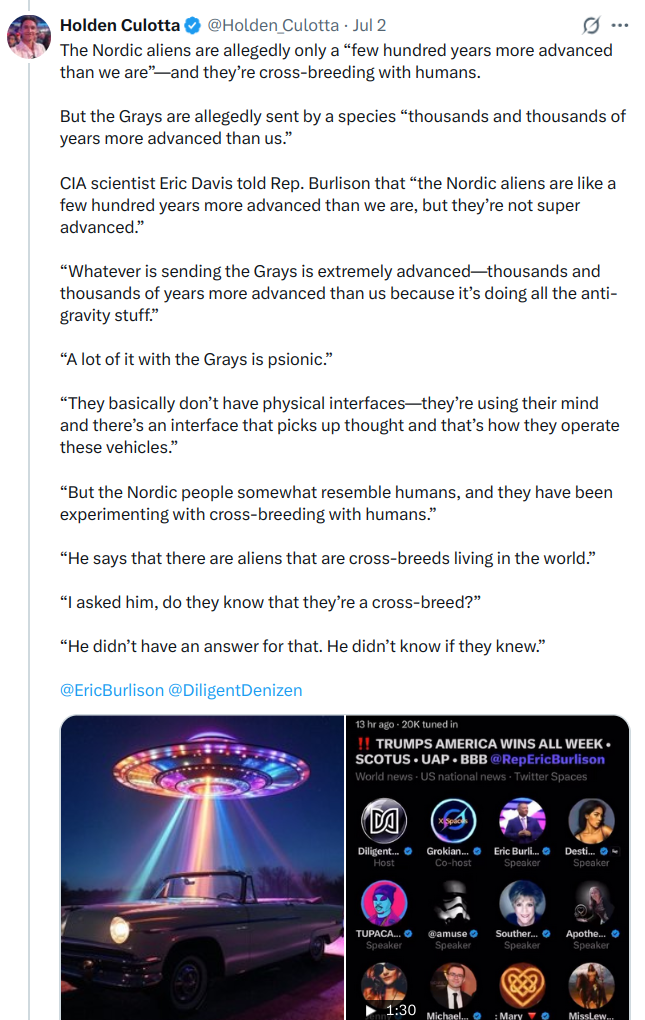 Holden Culotta @Holden_Culotta · Jul 2
The Nordic aliens are allegedly only a “few hundred years more advanced
than we are”—and they’re cross-breeding with humans.
But the Grays are allegedly sent by a species “thousands and thousands of
years more advanced than us.”
CIA scientist Eric Davis told Rep. Burlison that “the Nordic aliens are like a
few hundred years more advanced than we are, but they’re not super
advanced.”
“Whatever is sending the Grays is extremely advanced—thousands and
thousands of years more advanced than us because it’s doing all the anti-
gravity stuff.”
“A lot of it with the Grays is psionic.”
“They basically don’t have physical interfaces—they’re using their mind
and there’s an interface that picks up thought and that’s how they operate
these vehicles.”
“But the Nordic people somewhat resemble humans, and they have been
experimenting with cross-breeding with humans.”
“He says that there are aliens that are cross-breeds living in the world.”
“I asked him, do they know that they’re a cross-breed?”
“He didn’t have an answer for that. He didn’t know if they knew.”
@EricBurlison @DiligentDenizen
13 hr ago · 20K tuned in
‼️ TRUMPS AMERICA WINS ALL WEEK •
SCOTUS • UAP • BBB @RepEricBurlison
World news · US national news · Twitter Spaces
Diligent... Grokian... Eric Burli... Desti...
Host Co-host Speaker Speaker
TUPACA... @amuse Souther... Apothe...
Speaker Speaker Speaker Speaker
1:30 Michael... : Mary MissLew...